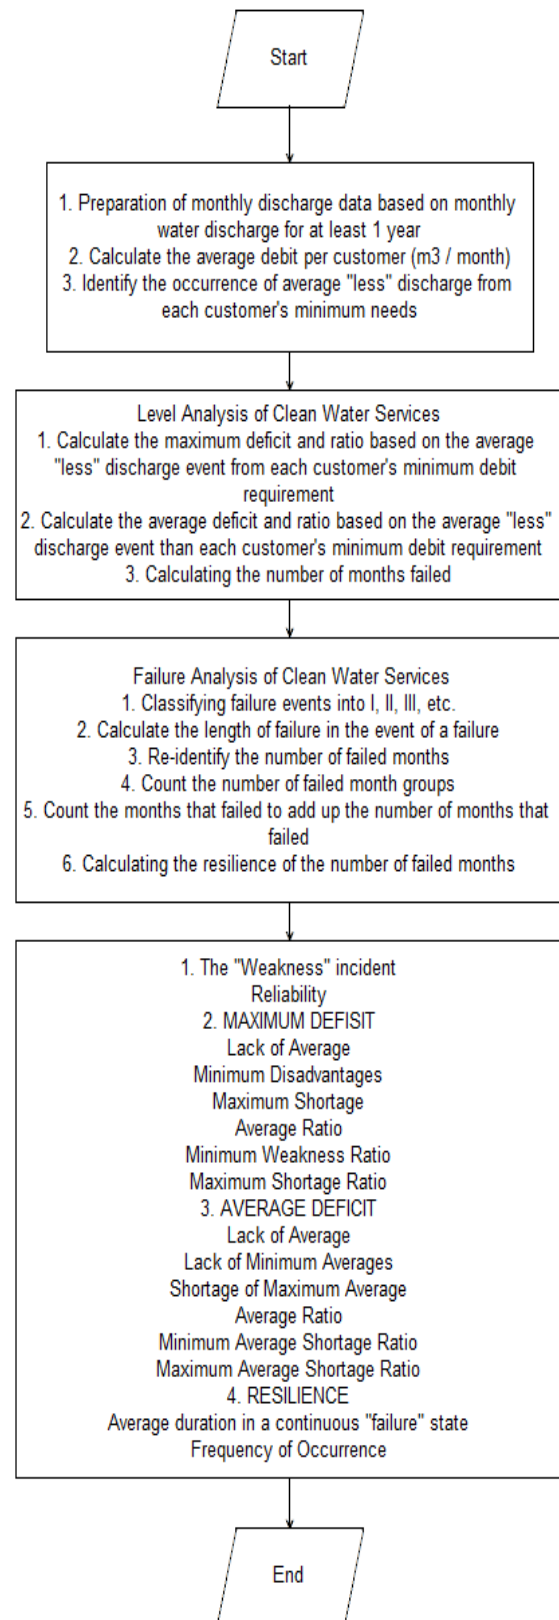 Start
1. Preparation of monthly discharge data based on monthly
water discharge for at least 1 year
2. Calculate the average debit per customer (m3 / month)
3. Identify the occurrence of average "less" discharge from
each customer's minimum needs
Level Analysis of Clean Water Services
1. Calculate the maximum deficit and ratio based on the average
"less" discharge event from each customer's minimum debit
requirement
2. Calculate the average deficit and ratio based on the average "less"
discharge event than each customer's minimum debit requirement
3. Calculating the number of months failed
Failure Analysis of Clean Water Services
1. Classifying failure events into I, II, III, etc.
2. Calculate the length of failure in the event of a failure
3. Re-identify the number of failed months
4. Count the number of failed month groups
5. Count the months that failed to add up the number of months that
failed
6. Calculating the resilience of the number of failed months
1. The "Weakness" incident
Reliability
2. MAXIMUM DEFISIT
Lack of Average
Minimum Disadvantages
Maximum Shortage
Average Ratio
Minimum Weakness Ratio
Maximum Shortage Ratio
3. AVERAGE DEFICIT
Lack of Average
Lack of Minimum Averages
Shortage of Maximum Average
Average Ratio
Minimum Average Shortage Ratio
Maximum Average Shortage Ratio
4. RESILIENCE
Average duration in a continuous "failure" state
Frequency of Occurrence
End